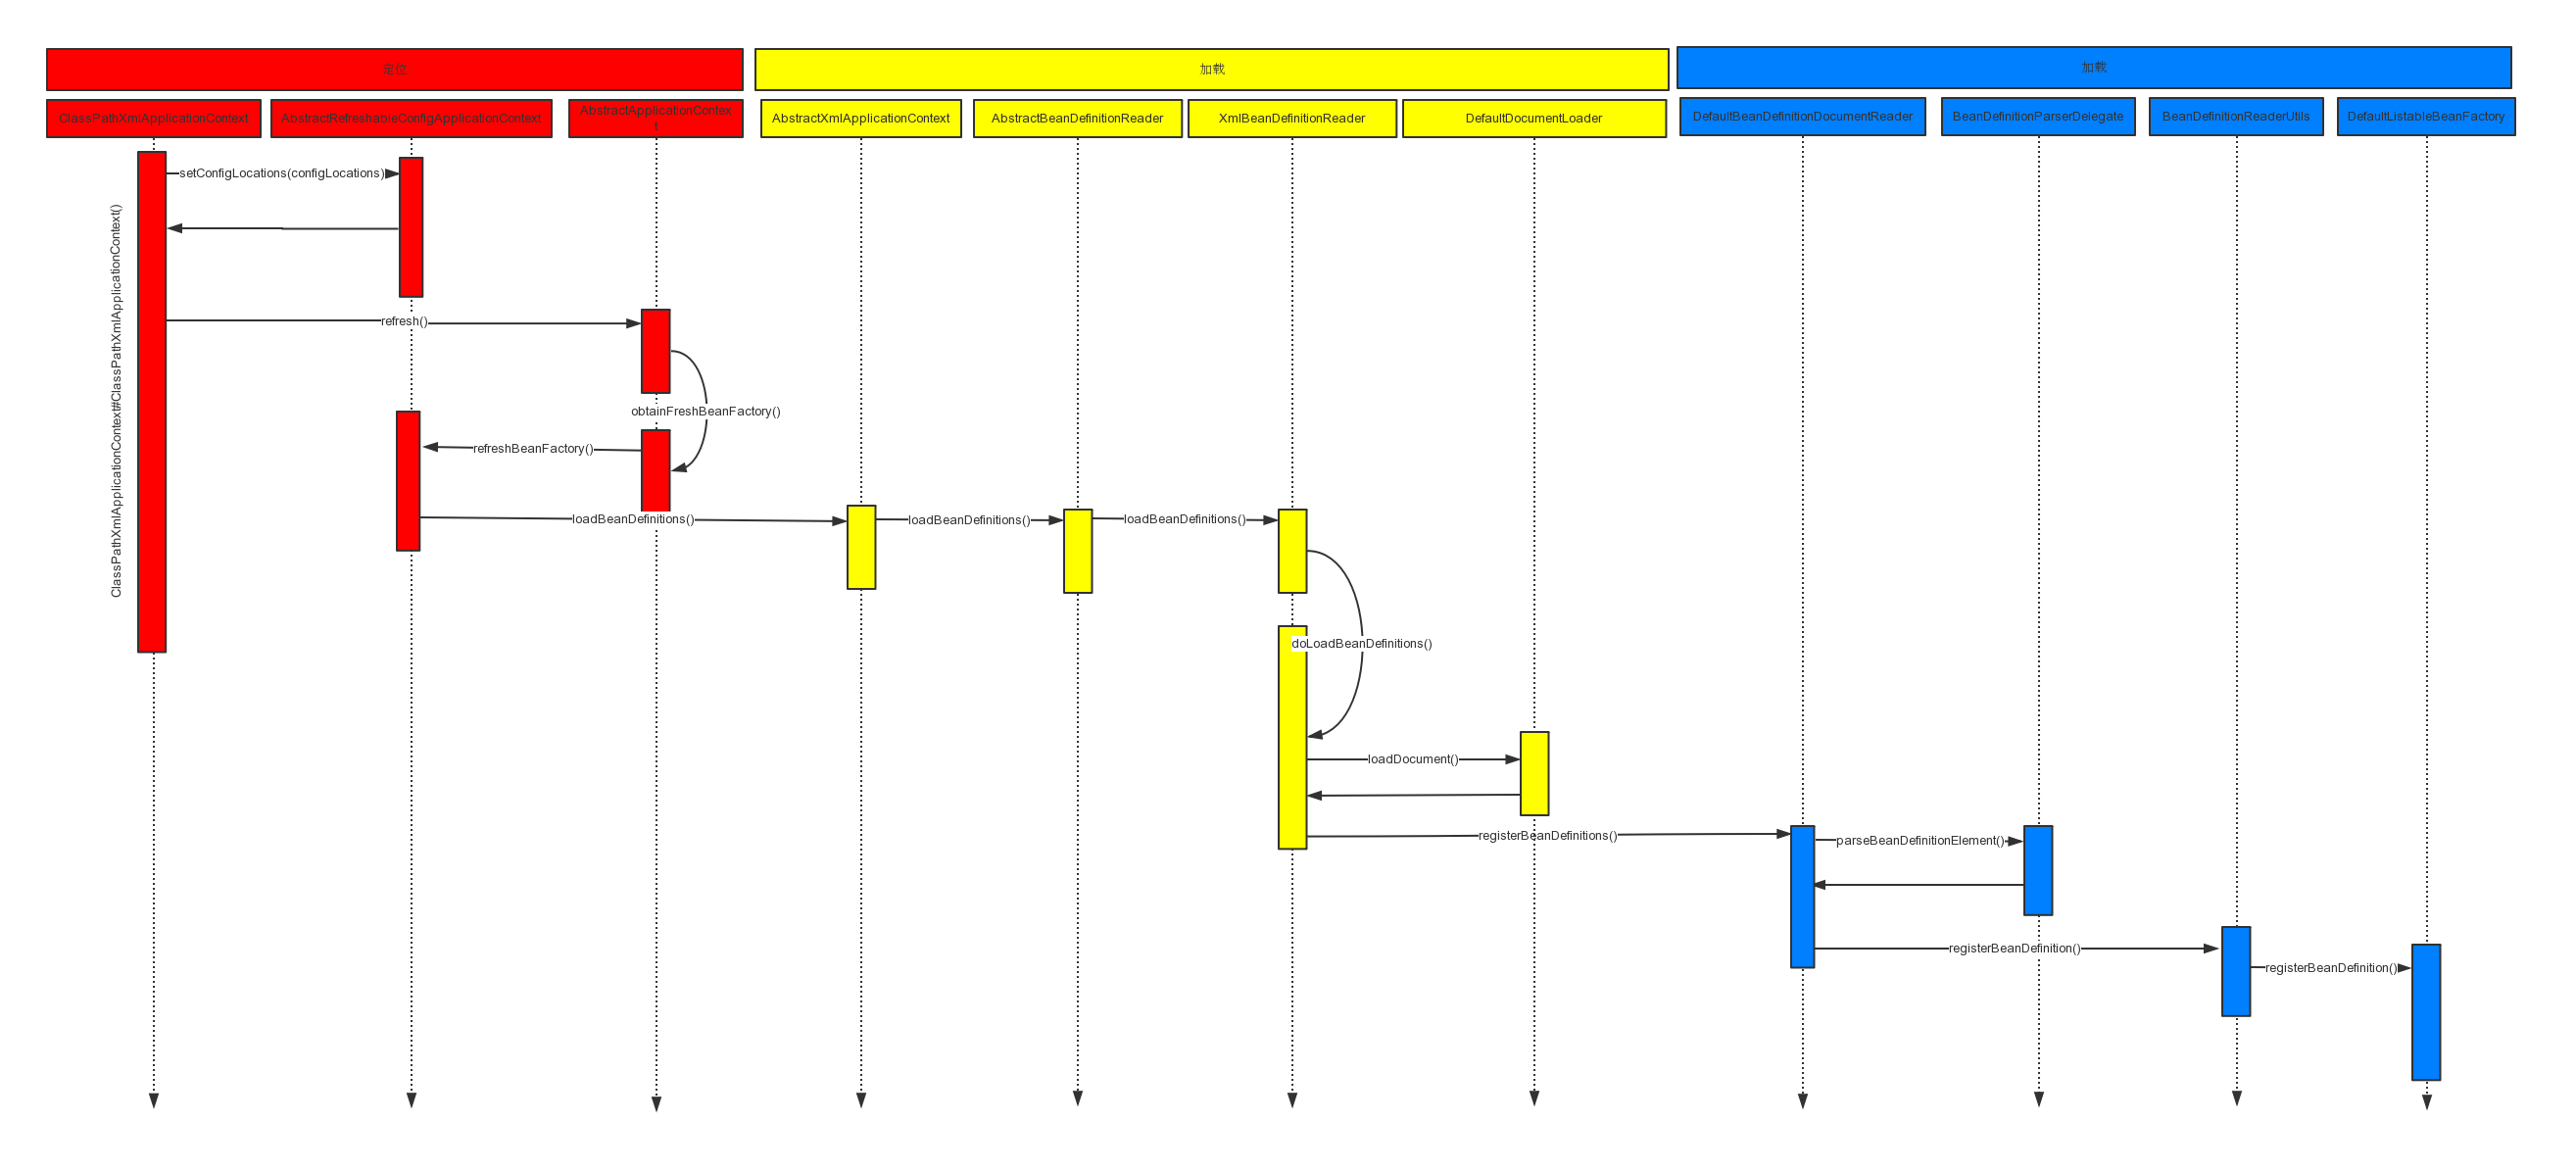 定位
加载
加载
ClassPathXmlApplicationContext
AbstractRefreshableConfigApplicationContext
AbstractApplicationContex
t
AbstractXmlApplicationContext
AbstractBeanDefinitionReader
XmlBeanDefinitionReader
DefaultDocumentLoader
DefaultBeanDefinitionDocumentReader
BeanDefinitionParserDelegate
BeanDefinitionReaderUtils
DefaultListableBeanFactory
setConfigLocations(configLocations)
ClassPathXmlApplicationContext#ClassPathXmlApplicationContext()
refresh()
obtainFreshBeanFactory()
refreshBeanFactory()
loadBeanDefinitions()
loadBeanDefinitions()
loadBeanDefinitions()
doLoadBeanDefinitions()
loadDocument()
registerBeanDefinitions()
parseBeanDefinitionElement()
registerBeanDefinition()
registerBeanDefinition()